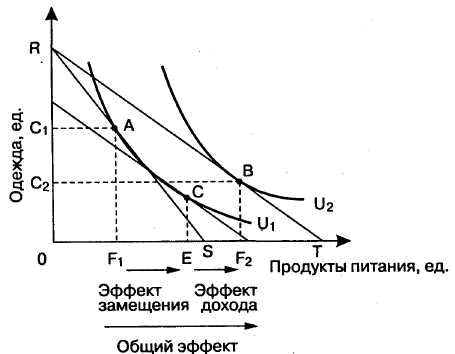 Одежда, ед.
R
C1
A
C2
B
C
U2
U1
0
F1
E
S
F2
T
Продукты питания, ед.
Эффект
замещения
Эффект
дохода
Общий эффект